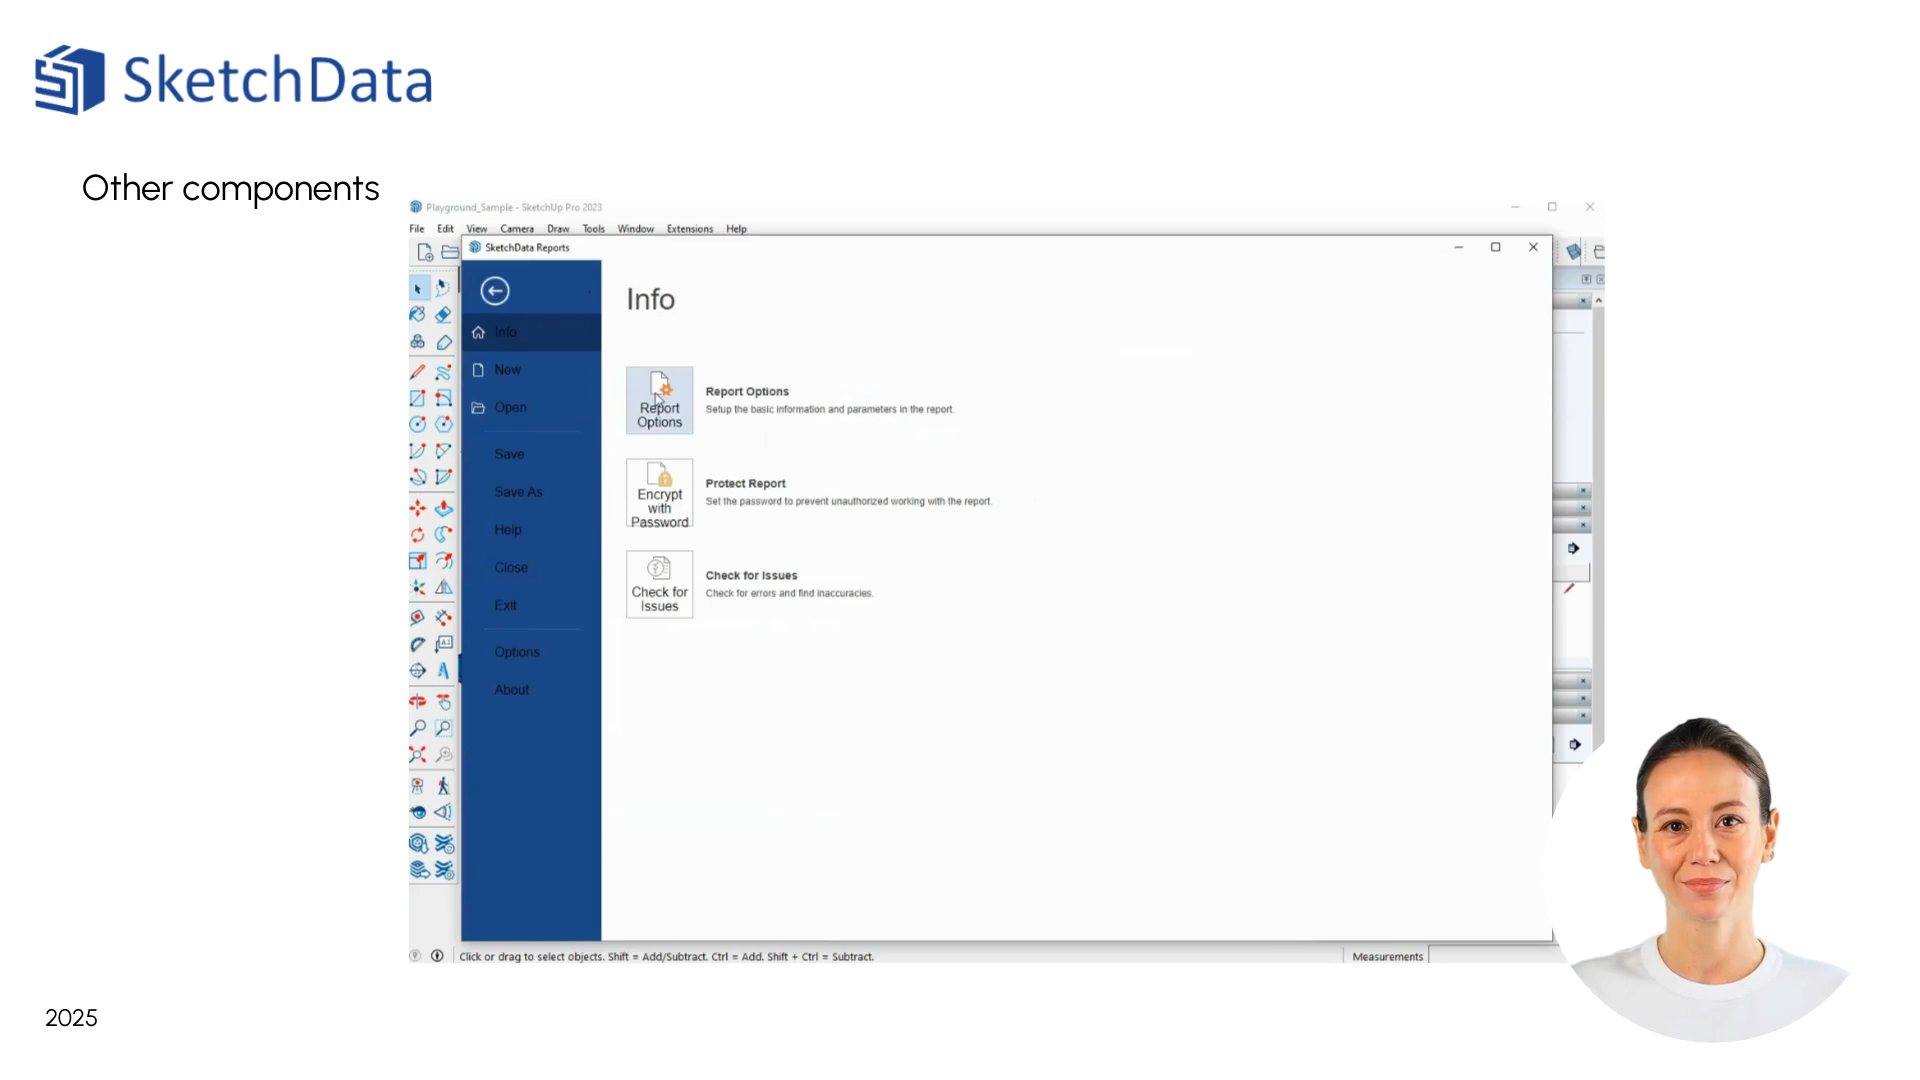 SketchData
Other components
Playground_Sample - SketchUp Pro 2023
File Edit View Camera Draw Tools Window Extensions Help
SketchData Reports
Info
Info
New
Open
Save
Save As
Help
Close
Exit
Options
About
Report
Options
Report Options
Setup the basic information and parameters in the report.
Encrypt
with
Password
Protect Report
Set the password to prevent unauthorized working with the report.
Check for
Issues
Check for Issues
Check for errors and find inaccuracies.
Click or drag to select objects. Shift = Add/Subtract. Ctrl = Add. Shift + Ctrl = Subtract.
Measurements
2025